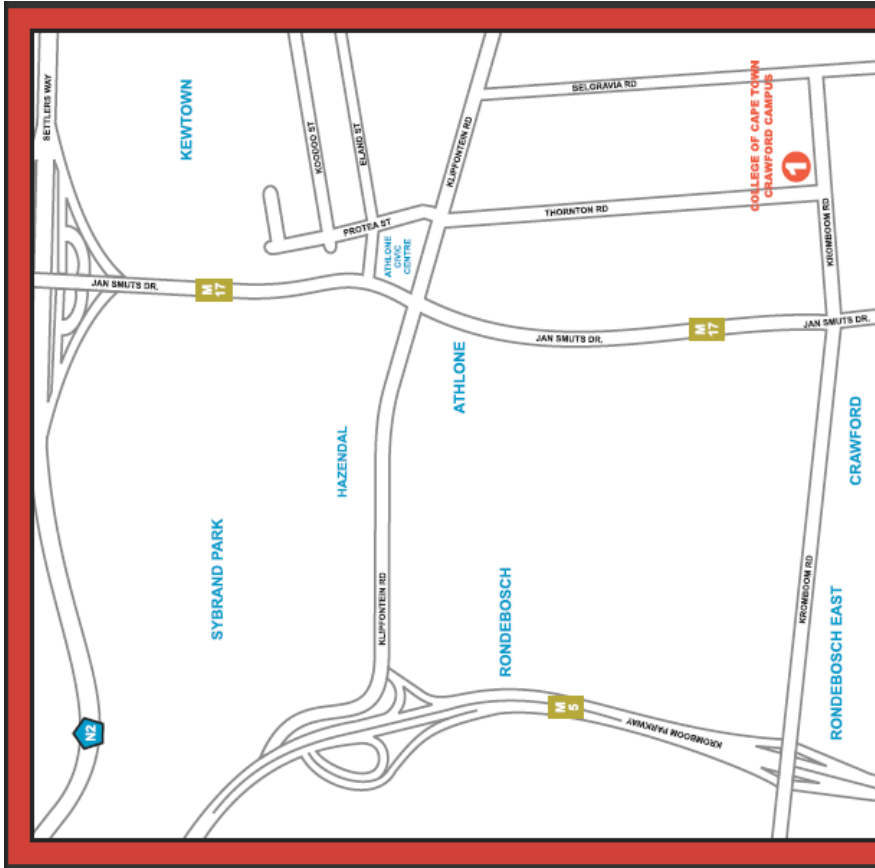 SETTLERS WAY
KEWTOWN
KOODOO ST
ELAND ST
KLIPFONTEIN RD
BELGRAVIA RD
COLLEGE OF CAPE TOWN
CRAWFORD CAMPUS
1
PROTEA ST
THORNTON RD
KROMBOOM RD
ATHLONE
CIVIC
CENTRE
JAN SMUTS DR.
M
17
JAN SMUTS DR.
M
17
JAN SMUTS DR.
ATHLONE
HAZENDAL
CRAWFORD
SYBRAND PARK
KLIPFONTEIN RD
RONDEBOSCH
KROMBOOM RD
RONDEBOSCH EAST
N2
M
5
KROMBOOM PARKWAY